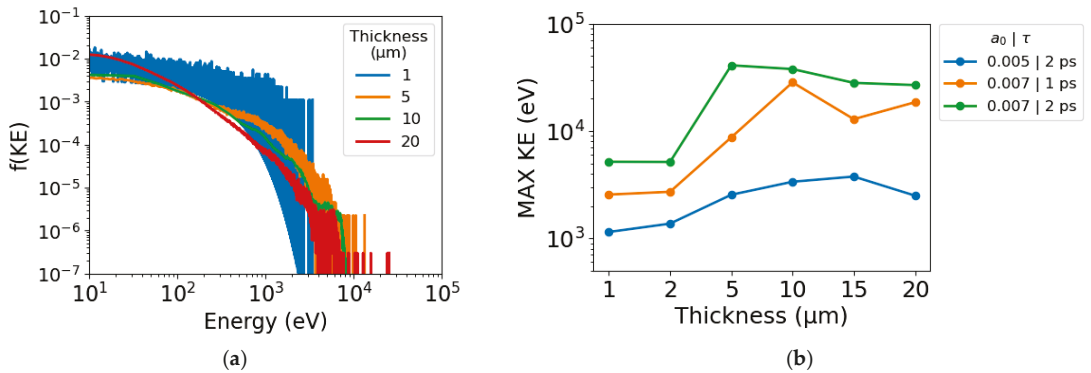 10⁻¹
10⁻²
10⁻³
10⁻⁴
10⁻⁵
10⁻⁶
10⁻⁷
f(KE)
10¹ 10² 10³ 10⁴ 10⁵
Energy (eV)
Thickness
(μm)
1
5
10
20
(a)
10⁵
10⁴
10³
MAX KE (eV)
1 2 5 10 15 20
Thickness (μm)
a₀ | τ
0.005 | 2 ps
0.007 | 1 ps
0.007 | 2 ps
(b)